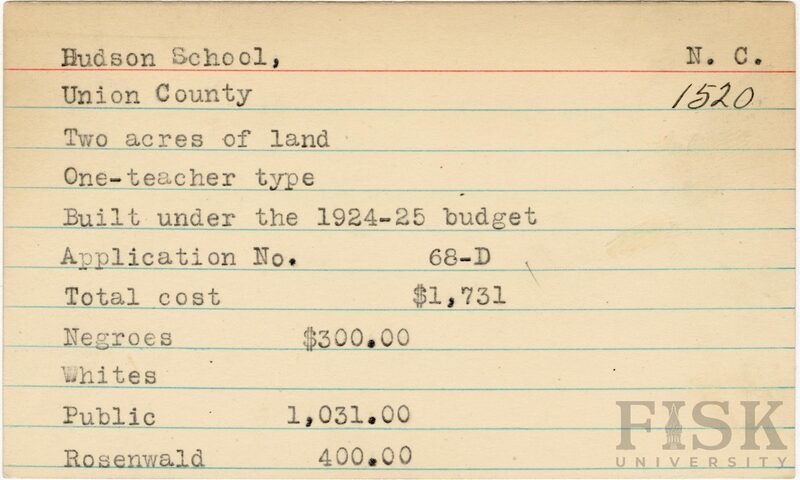 Hudson School, N. C.
Union County 1520
Two acres of land
One-teacher type
Built under the 1924-25 budget
Application No. 68-D
Total cost $1,731
Negroes $300.00
Whites
Public 1,031.00
Rosenwald 400.00
FISK
UNIVERSITY